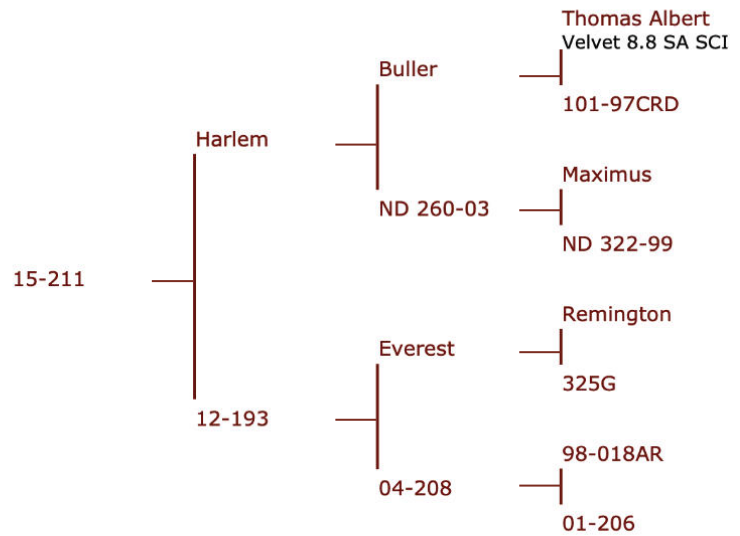 Thomas Albert
Velvet 8.8 SA SCI
Buller
101-97CRD
Harlem
Maximus
ND 260-03
ND 322-99
15-211
Remington
Everest
325G
12-193
98-018AR
04-208
01-206